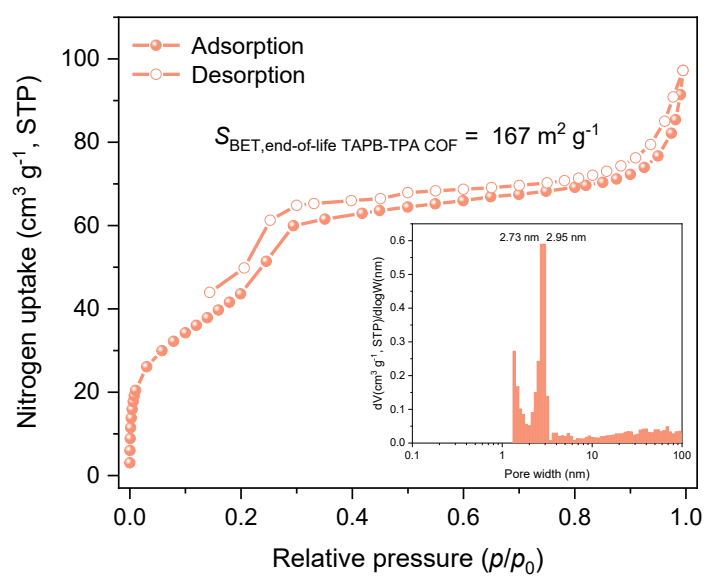 Adsorption
Desorption
S_BET,end-of-life TAPB-TPA COF = 167 m² g⁻¹
Nitrogen uptake (cm³ g⁻¹, STP)
100
80
60
40
20
0
0.0 0.2 0.4 0.6 0.8 1.0
Relative pressure (p/p₀)
2.73 nm 2.95 nm
dV(cm³ g⁻¹, STP)/dlogW(nm)
0.6
0.5
0.4
0.3
0.2
0.1
0.0
0.1 1 10 100
Pore width (nm)